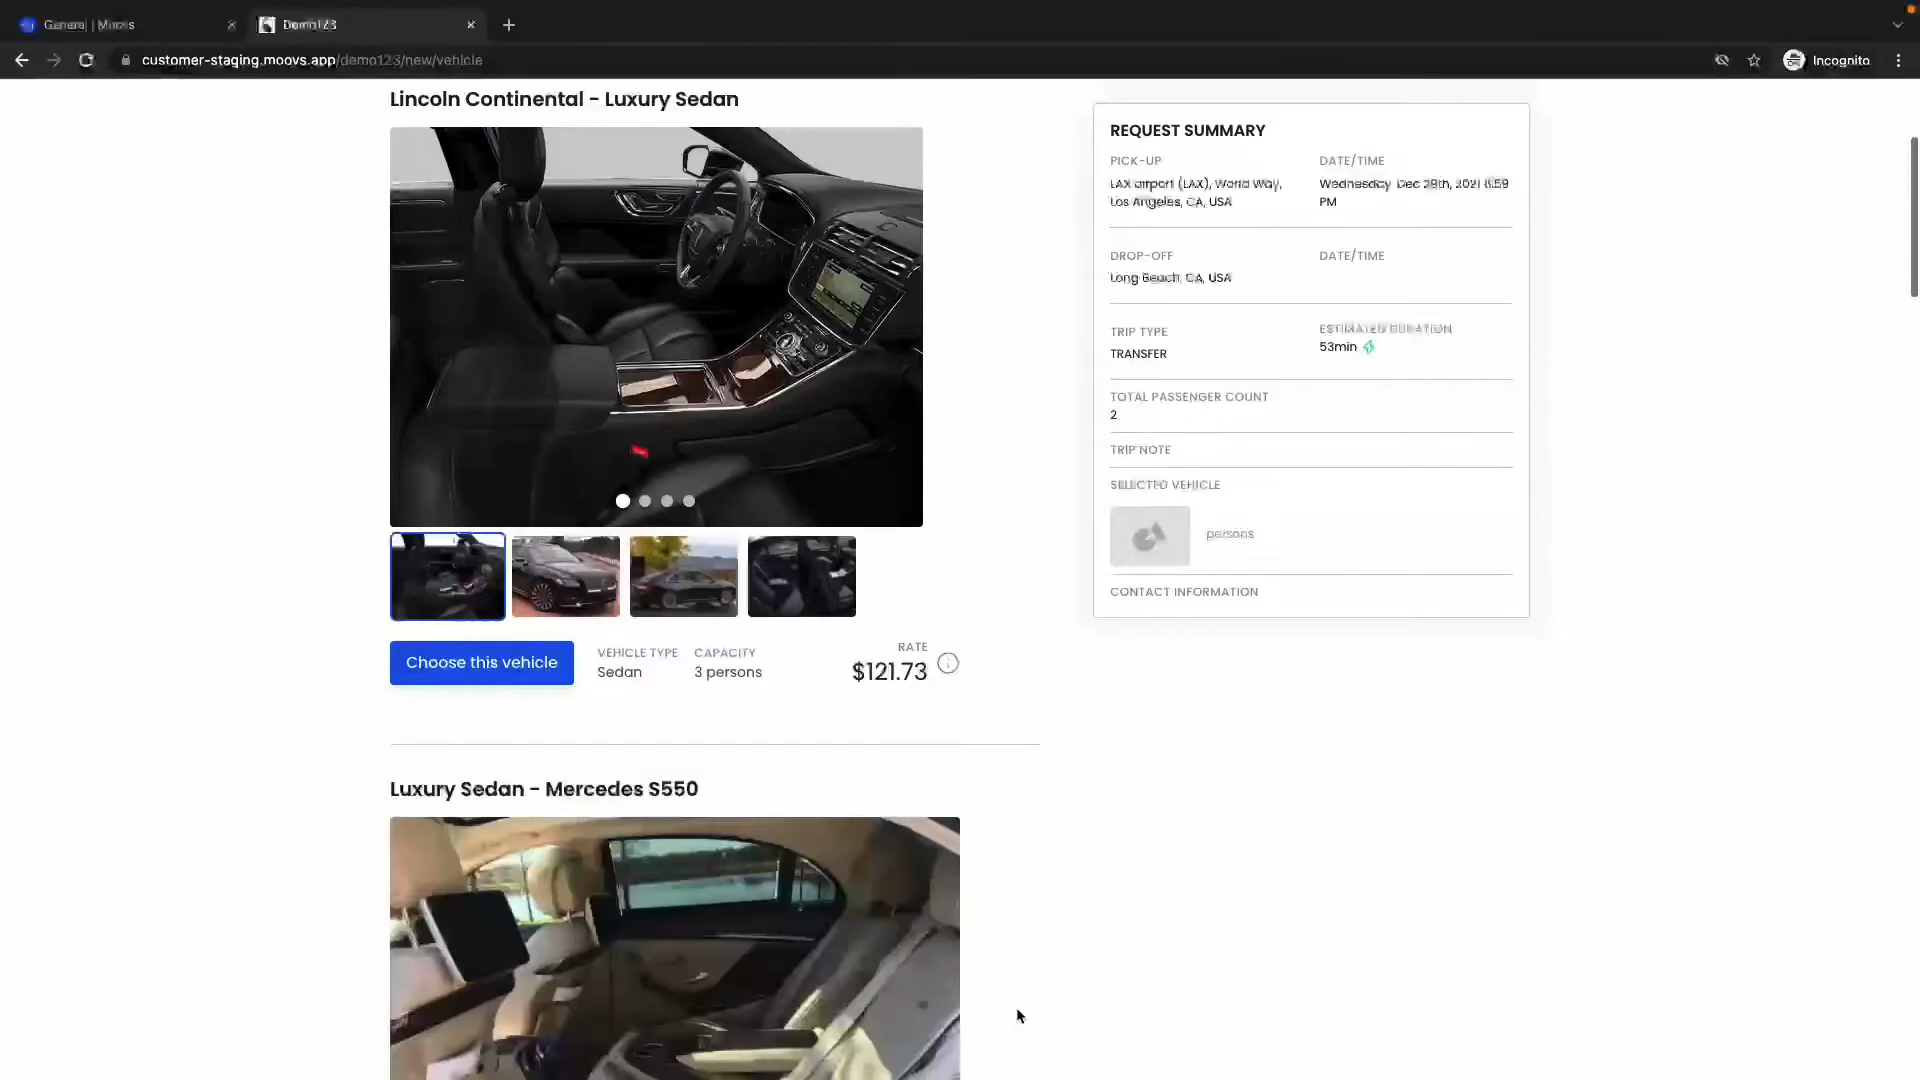 Demo123
customer-staging.moovs.app/demo123/new/vehicle
Incognito
Lincoln Continental - Luxury Sedan
Choose this vehicle
VEHICLE TYPE
Sedan
CAPACITY
3 persons
RATE
$121.73
Luxury Sedan - Mercedes S550
REQUEST SUMMARY
PICK-UP
LAX airport (LAX), World Way,
Los Angeles, CA, USA
DATE/TIME
Wednesday Dec 29th, 2021
PM
DROP-OFF
Long Beach, CA, USA
DATE/TIME
TRIP TYPE
TRANSFER
ESTIMATED DURATION
53min
TOTAL PASSENGER COUNT
2
TRIP NOTE
SELECTED VEHICLE
persons
CONTACT INFORMATION